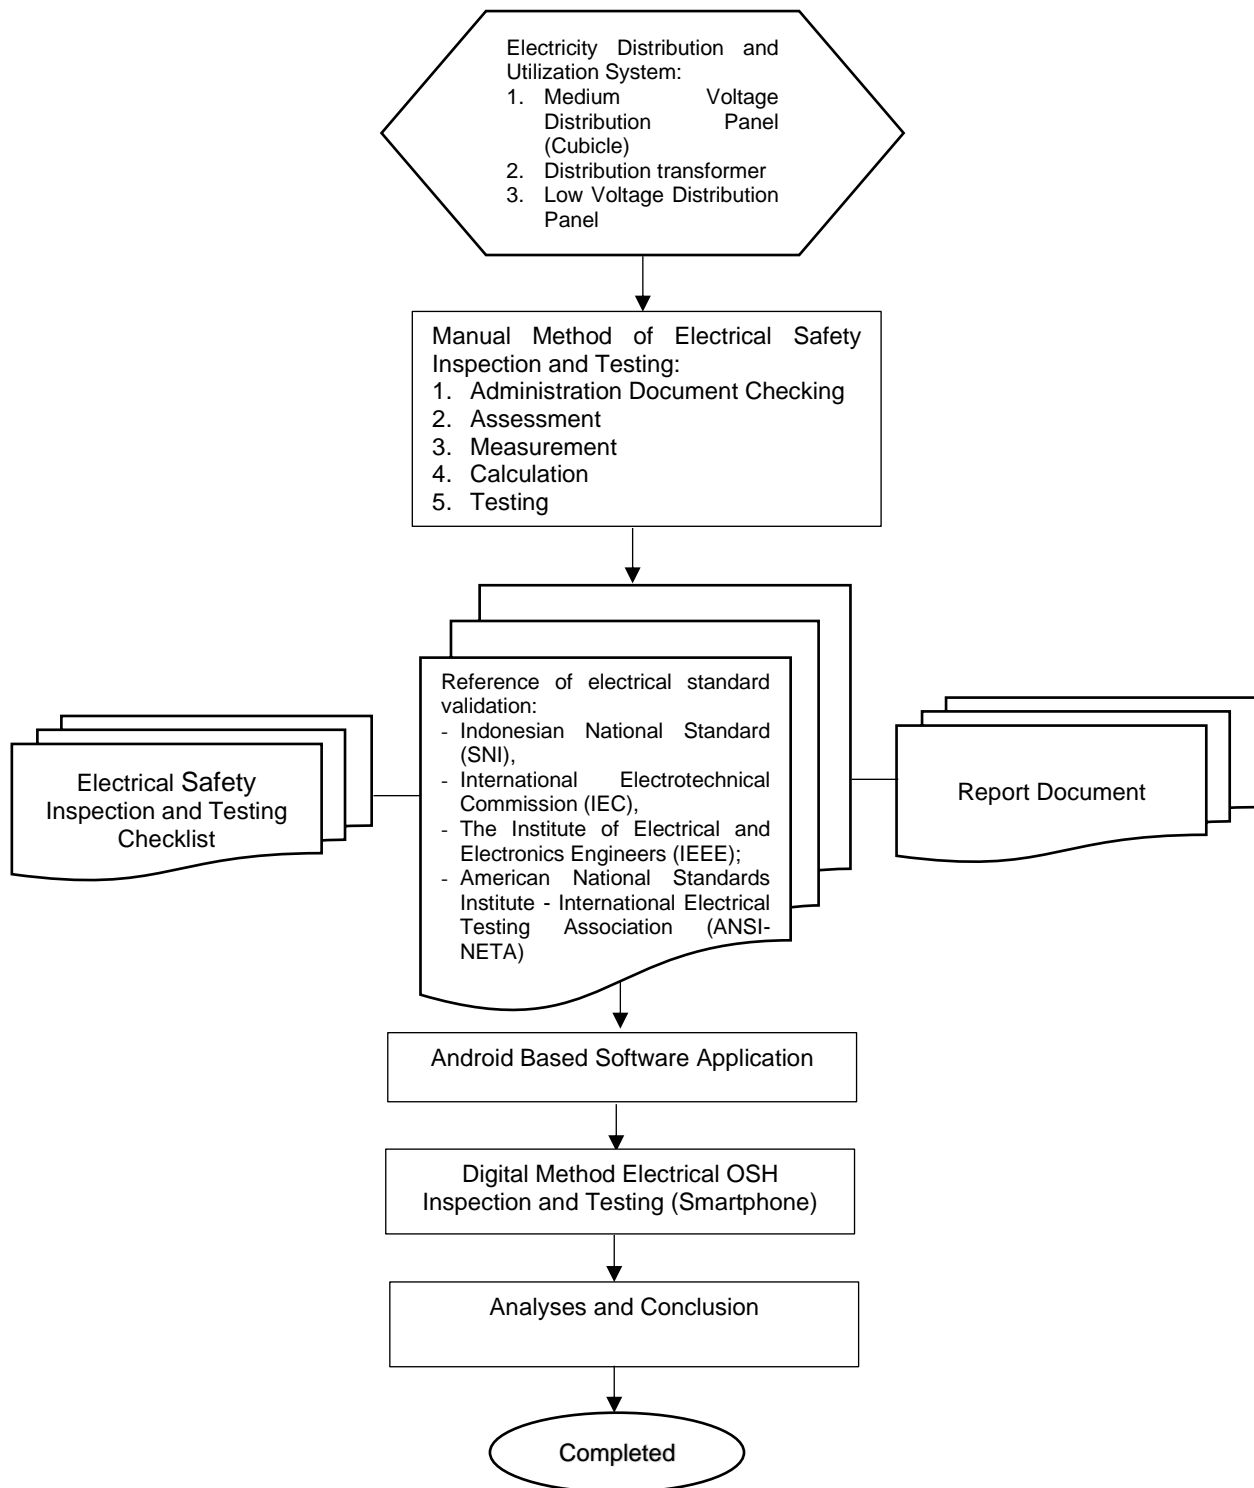 Electricity Distribution and
Utilization System:
1. Medium Voltage
Distribution Panel
(Cubicle)
2. Distribution transformer
3. Low Voltage Distribution
Panel
Manual Method of Electrical Safety
Inspection and Testing:
1. Administration Document Checking
2. Assessment
3. Measurement
4. Calculation
5. Testing
Electrical Safety
Inspection and Testing
Checklist
Reference of electrical standard
validation:
- Indonesian National Standard
(SNI),
- International Electrotechnical
Commission (IEC),
- The Institute of Electrical and
Electronics Engineers (IEEE);
- American National Standards
Institute - International Electrical
Testing Association (ANSI-
NETA)
Report Document
Android Based Software Application
Digital Method Electrical OSH
Inspection and Testing (Smartphone)
Analyses and Conclusion
Completed